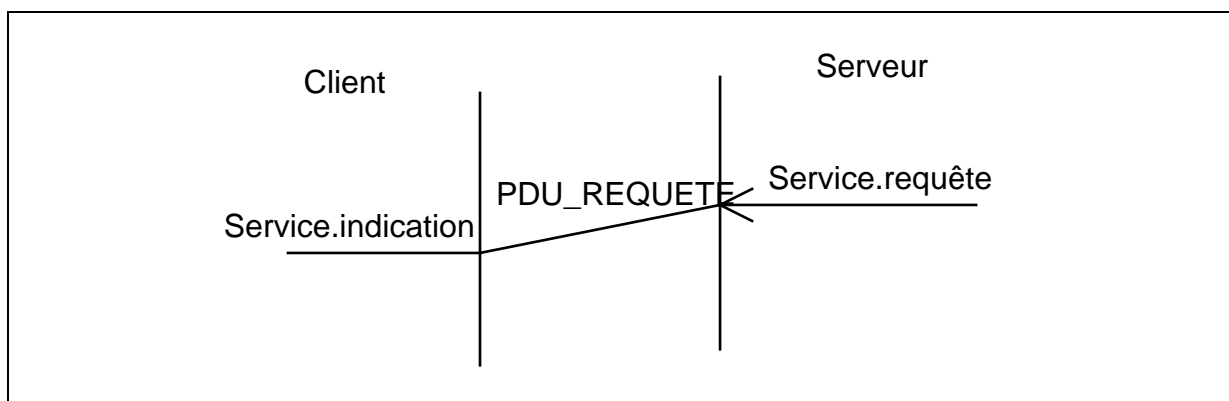 Client
Serveur
PDU_REQUETE
Service.requête
Service.indication